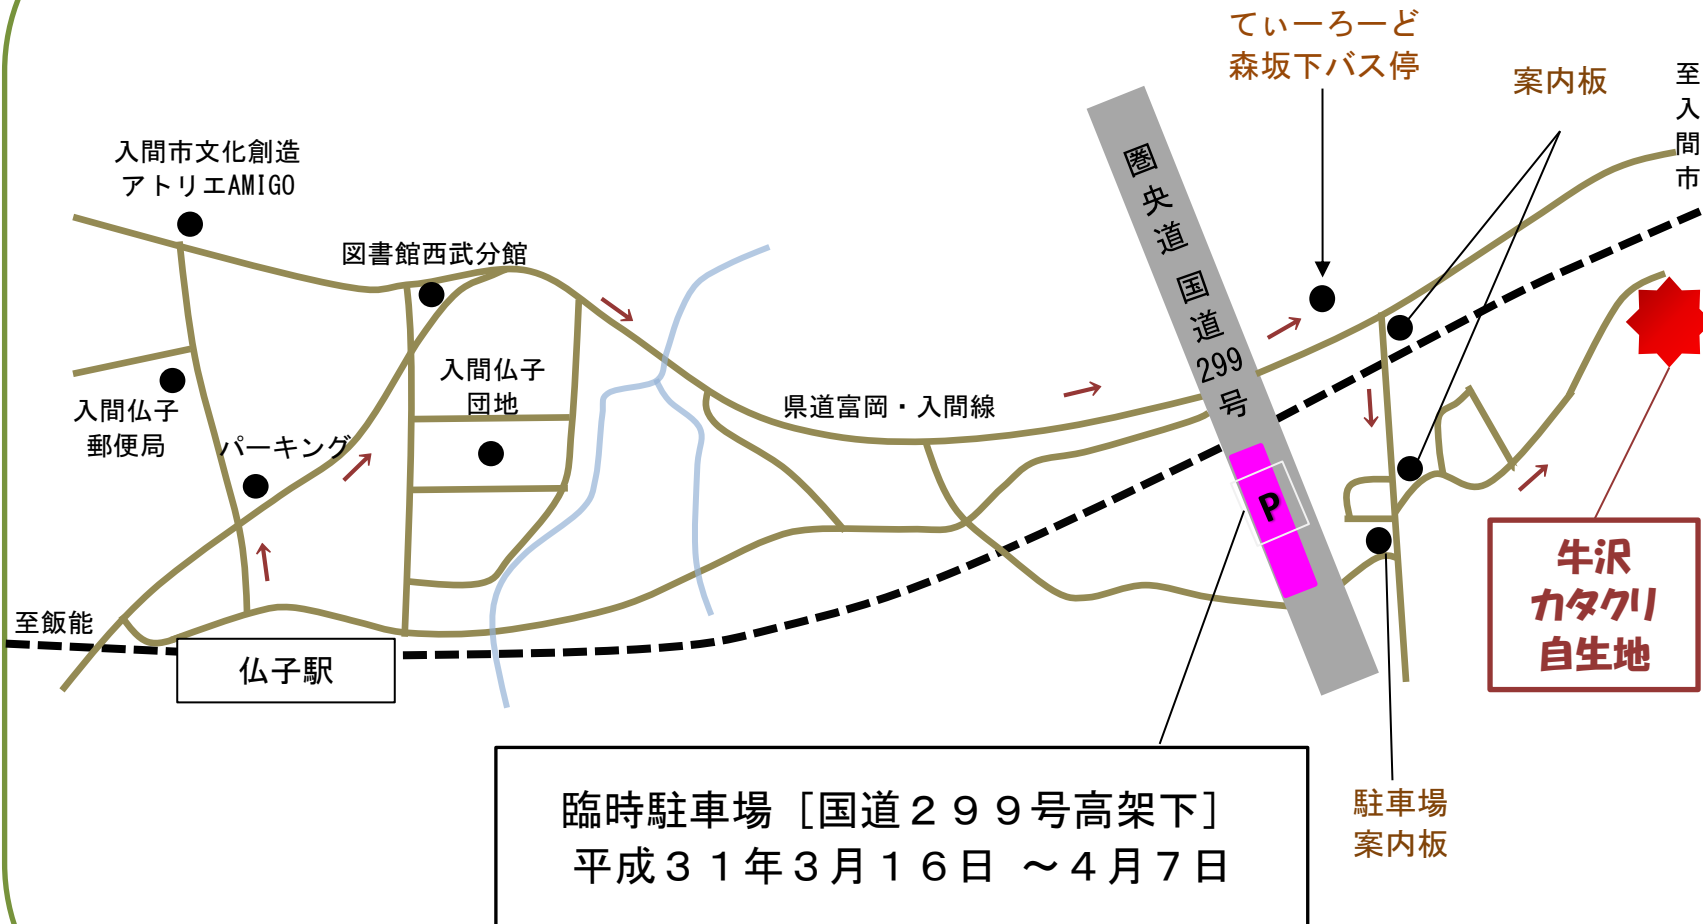 てぃーろーど
森坂下バス停
案内板
至入間市
入間市文化創造
アトリエAMIGO
図書館西武分館
圏央道 国道299号
入間仏子
団地
入間仏子
郵便局
パーキング
県道富岡・入間線
P
牛沢
カタクリ
自生地
至飯能
仏子駅
臨時駐車場［国道２９９号高架下］
平成３１年３月１６日 ～４月７日
駐車場
案内板